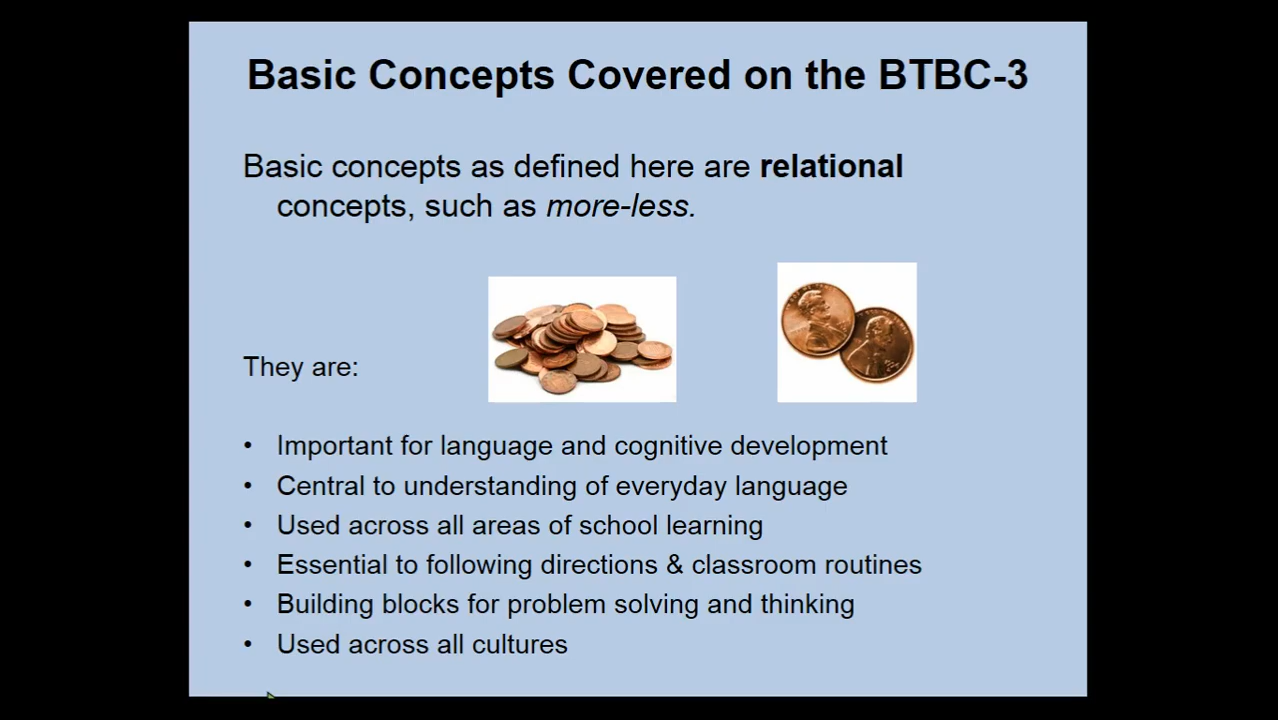 Basic Concepts Covered on the BTBC-3
Basic concepts as defined here are relational
concepts, such as more-less.
They are:
• Important for language and cognitive development
• Central to understanding of everyday language
• Used across all areas of school learning
• Essential to following directions & classroom routines
• Building blocks for problem solving and thinking
• Used across all cultures